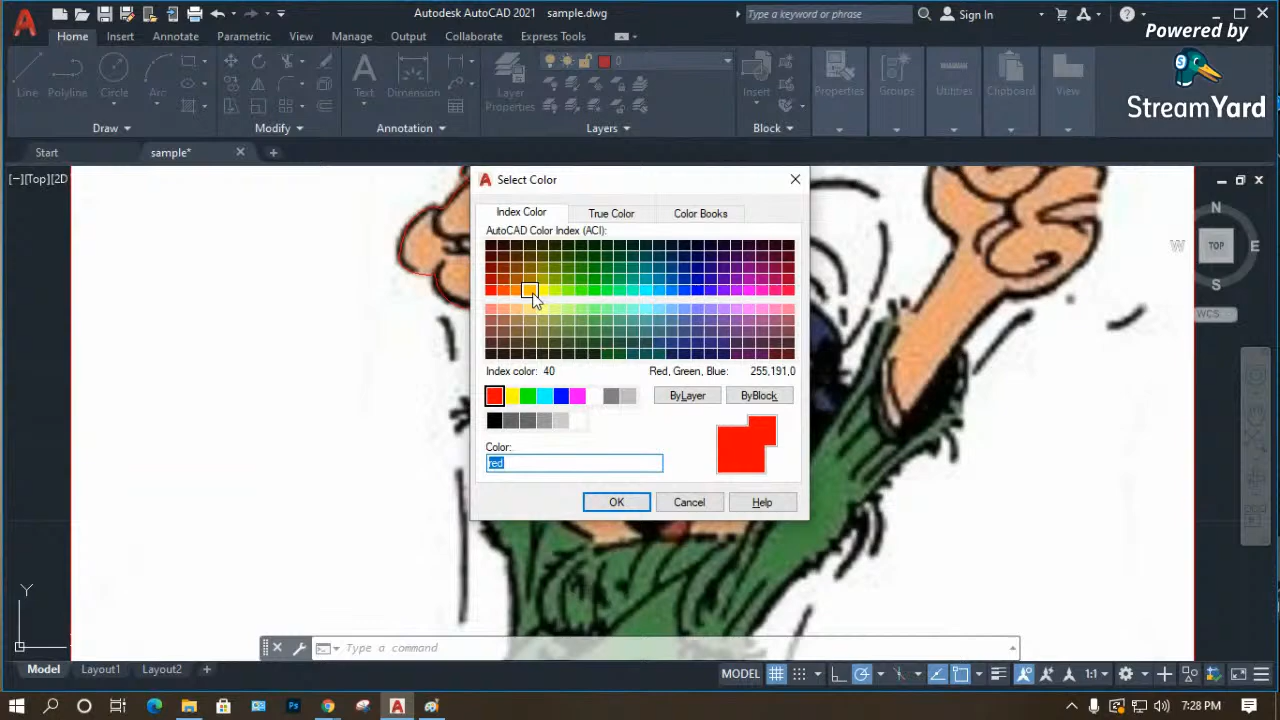 Autodesk AutoCAD 2021 sample.dwg
Type a keyword or phrase
Sign In
Home Insert Annotate Parametric View Manage Output Collaborate Express Tools
Powered by
StreamYard
Line Polyline Circle Arc
Text Dimension
Layer Properties
0
Insert
Properties Groups Utilities Clipboard View
Draw Modify Annotation Layers Block
Start sample*
[−][Top][2D
Select Color
Index Color True Color Color Books
AutoCAD Color Index (ACI):
Index color: 40 Red, Green, Blue: 255,191,0
ByLayer ByBlock
Color:
red
OK Cancel Help
N
W TOP E
S
WCS
Y
X
Type a command
Model Layout1 Layout2 +
MODEL 1:1
7:28 PM